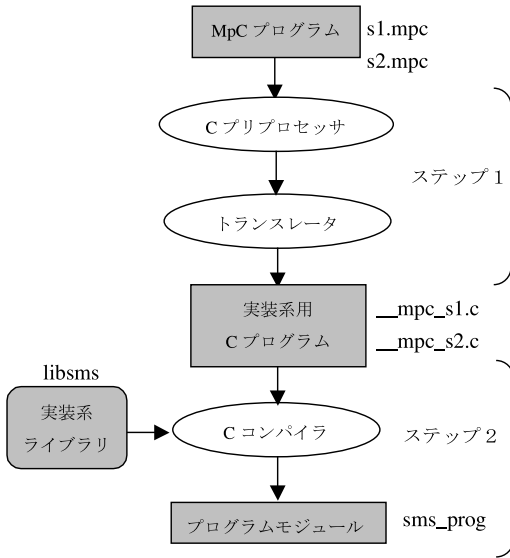 MpC プログラム
s1.mpc
s2.mpc
C プリプロセッサ
ステップ 1
トランスレータ
実装系用
C プログラム
__mpc_s1.c
__mpc_s2.c
libsms
実装系
ライブラリ
C コンパイラ
ステップ 2
プログラムモジュール
sms_prog